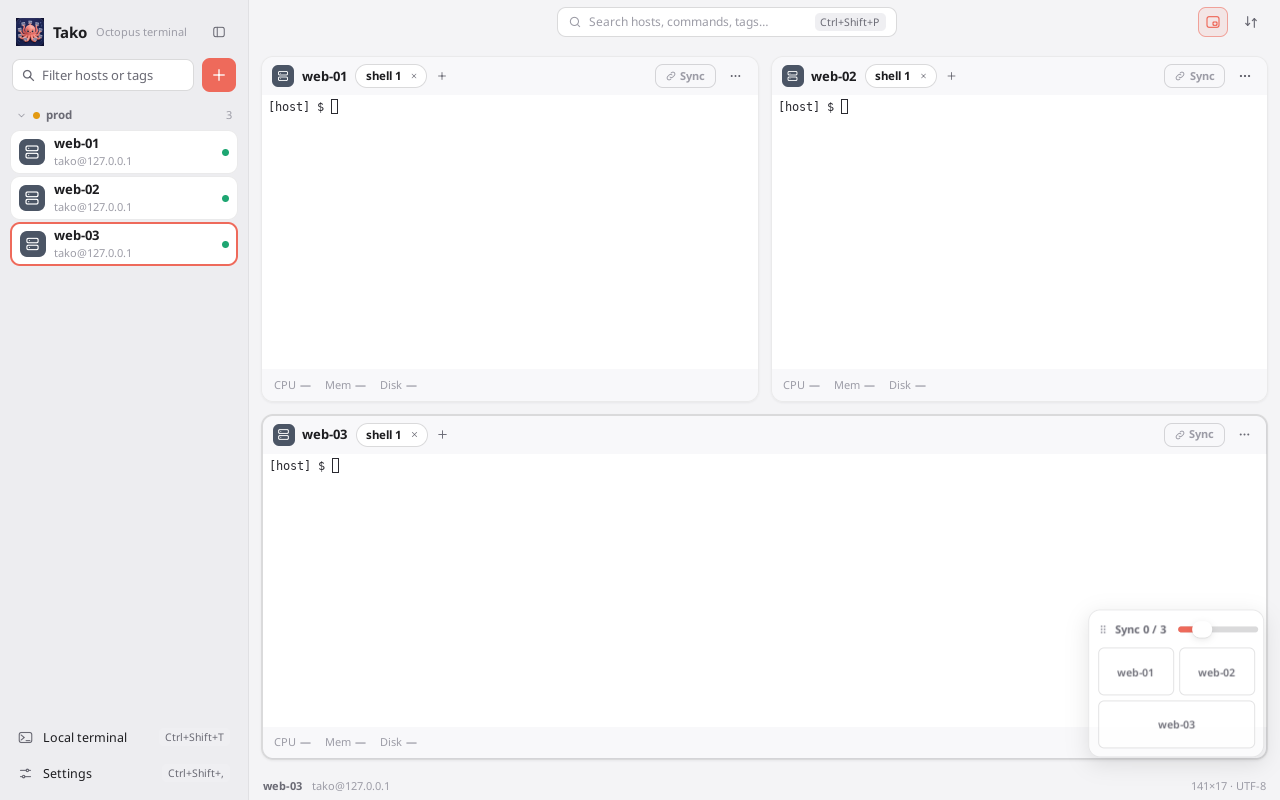 Tako Octopus terminal
Filter hosts or tags
prod 3
web-01
tako@127.0.0.1
web-02
tako@127.0.0.1
web-03
tako@127.0.0.1
Local terminal Ctrl+Shift+T
Settings Ctrl+Shift+,
Search hosts, commands, tags… Ctrl+Shift+P
web-01 shell 1 × + Sync ···
[host] $
CPU — Mem — Disk —
web-02 shell 1 × + Sync ···
[host] $
CPU — Mem — Disk —
web-03 shell 1 × + Sync ···
[host] $
CPU — Mem — Disk —
Sync 0 / 3
web-01 web-02
web-03
web-03 tako@127.0.0.1 141×17 · UTF-8